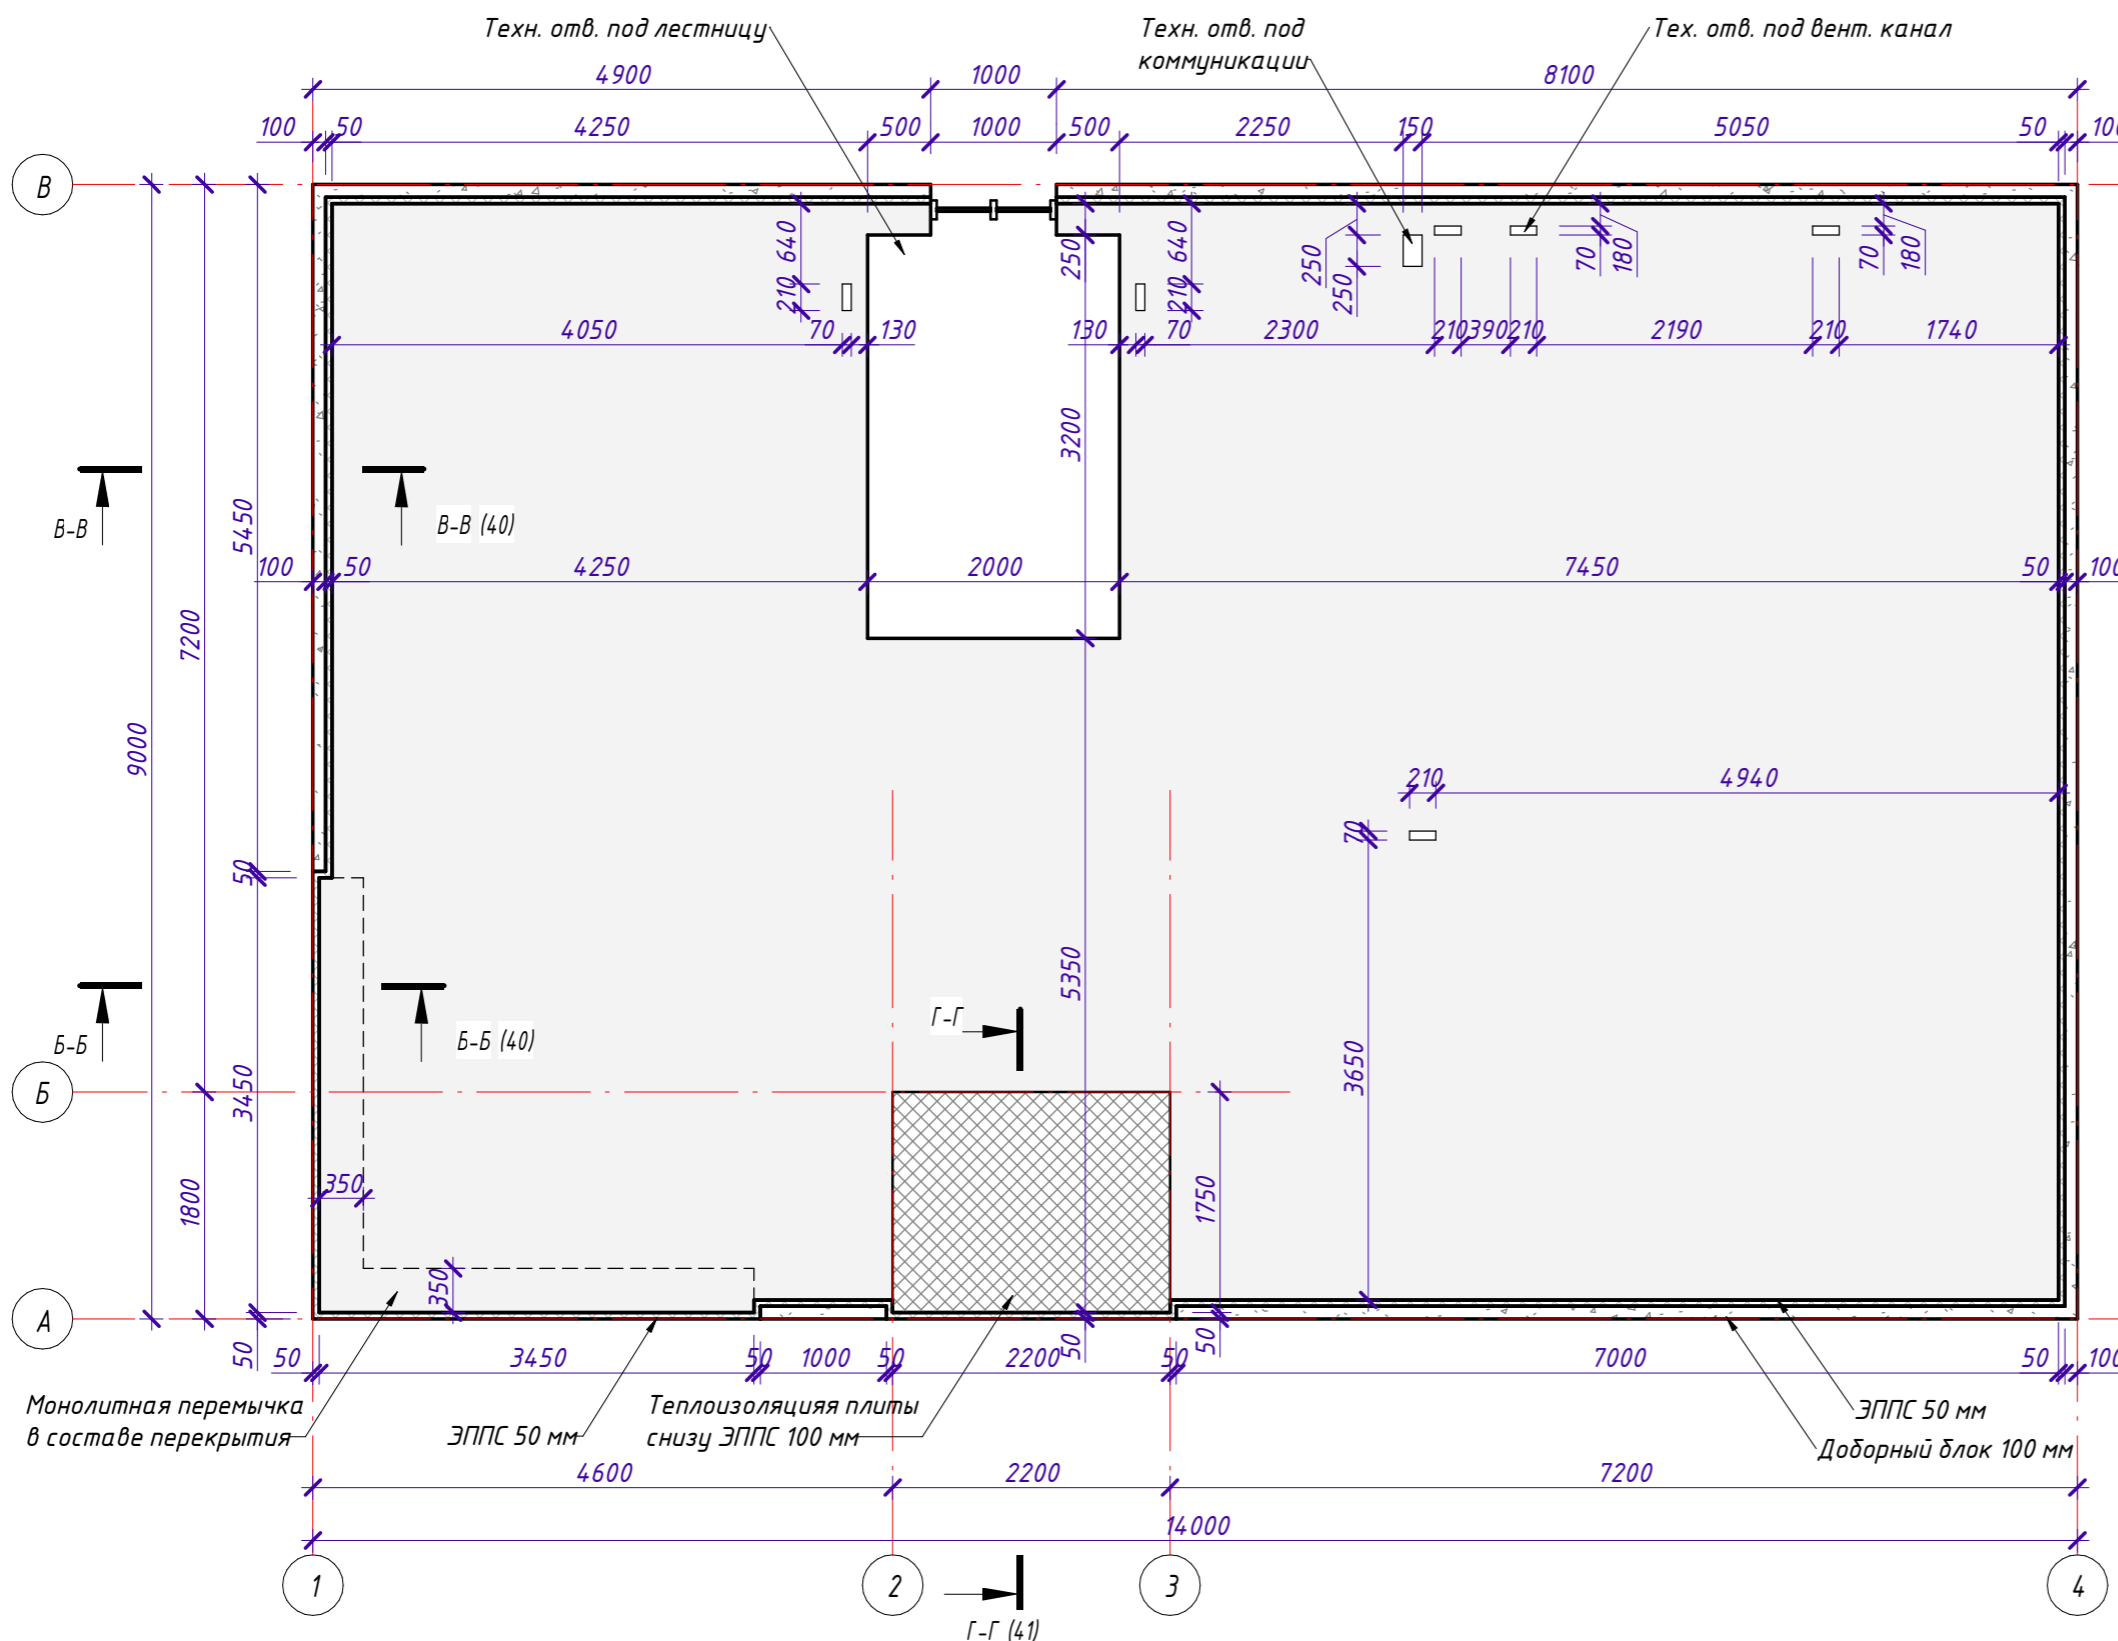 Техн. отв. под лестницу
Техн. отв. под
коммуникации
Тех. отв. под вент. канал
4900 1000 8100
100 50 4250 500 1000 500 2250 150 5050 50 100
В
640 250 640 250 250 70 180 70 180
210 210
4050 70 130 130 70 2300 210 390 210 2190 210 1740
3200
В-В
В-В (40)
5450
100 50 4250 2000 7450 50 100
7200
9000
210 4940
70
50
5350
Б-Б
Б-Б (40)
Г-Г
3450
3650
Б
350
1800
1750
350
А
50 50 3450 50 1000 50 2200 50 50 50 7000 50 100
Монолитная перемычка
в составе перекрытия
ЭППС 50 мм
Теплоизоляцияя плиты
снизу ЭППС 100 мм
ЭППС 50 мм
Доборный блок 100 мм
4600 2200 7200
14000
1 2 3 4
Г-Г (41)